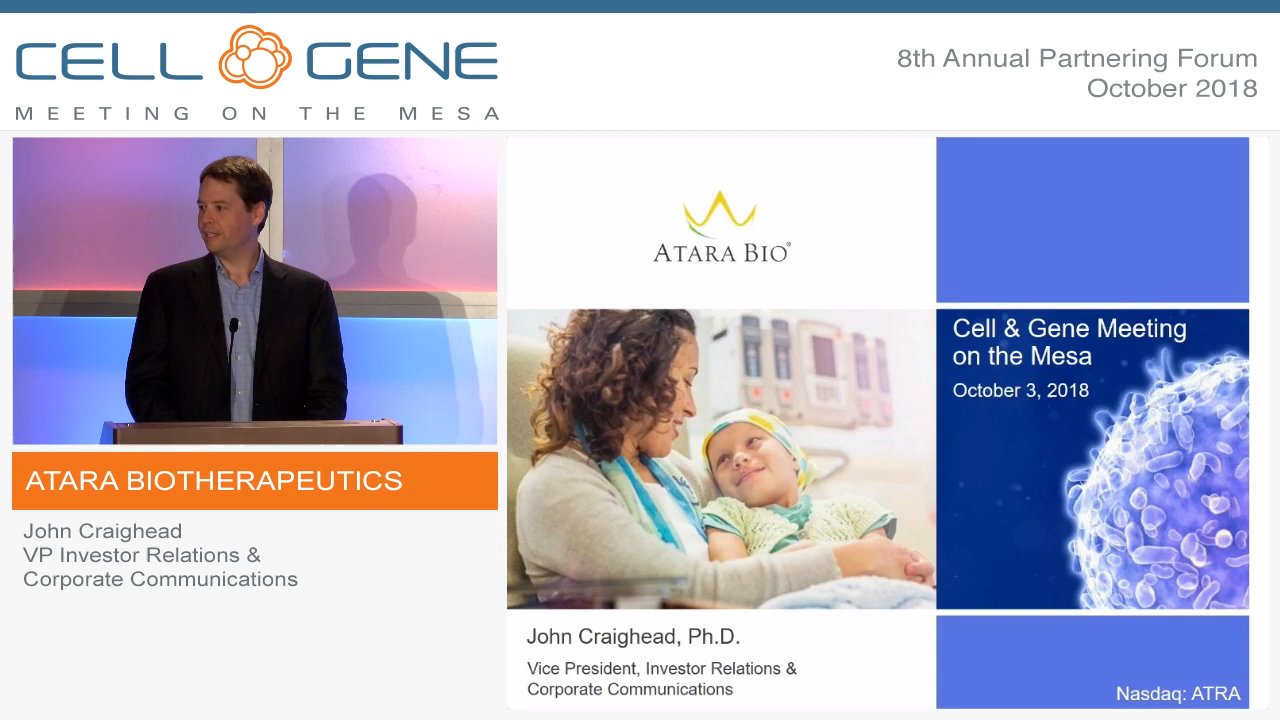 CELL GENE
MEETING ON THE MESA
8th Annual Partnering Forum
October 2018
ATARA BIO®
Cell & Gene Meeting
on the Mesa
October 3, 2018
ATARA BIOTHERAPEUTICS
John Craighead
VP Investor Relations &
Corporate Communications
John Craighead, Ph.D.
Vice President, Investor Relations &
Corporate Communications
Nasdaq: ATRA